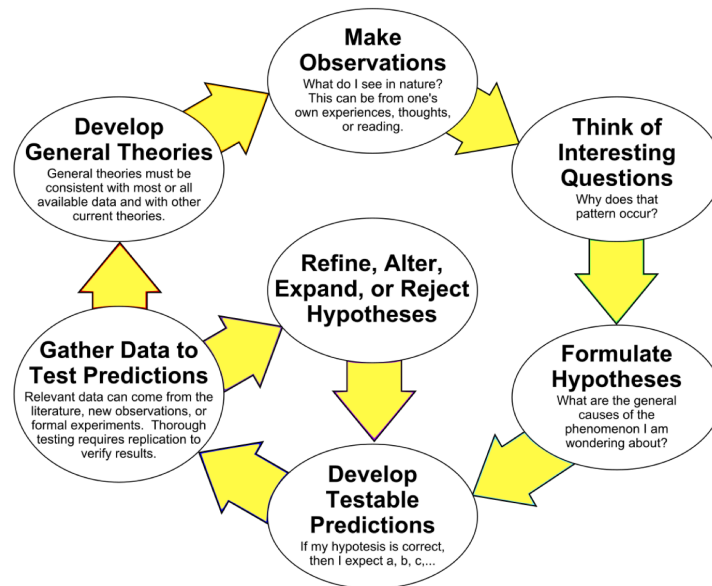 Make
Observations
What do I see in nature?
This can be from one's
own experiences, thoughts,
or reading.
Think of
Interesting
Questions
Why does that
pattern occur?
Formulate
Hypotheses
What are the general
causes of the
phenomenon I am
wondering about?
Develop
Testable
Predictions
If my hypotesis is correct,
then I expect a, b, c,...
Gather Data to
Test Predictions
Relevant data can come from the
literature, new observations, or
formal experiments. Thorough
testing requires replication to
verify results.
Refine, Alter,
Expand, or Reject
Hypotheses
Develop
General Theories
General theories must be
consistent with most or all
available data and with other
current theories.